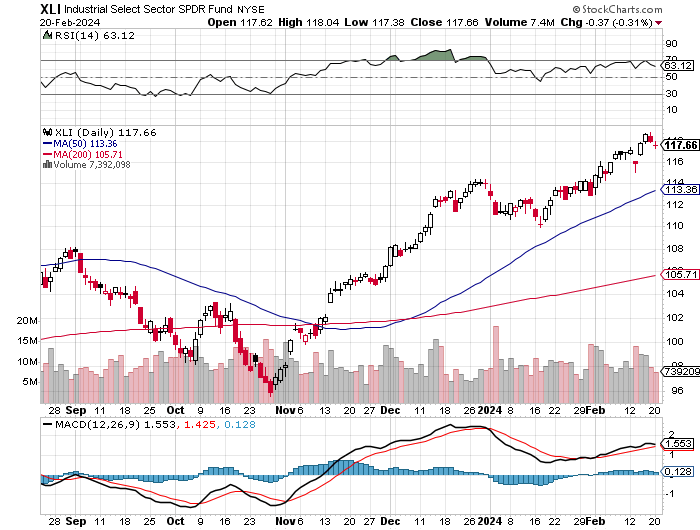 XLI Industrial Select Sector SPDR Fund NYSE © StockCharts.com
20-Feb-2024 Open 117.62 High 118.04 Low 117.38 Close 117.66 Volume 7.4M Chg -0.37 (-0.31%)
RSI(14) 63.12
90
70
63.12
50
30
10
XLI (Daily) 117.66
MA(50) 113.36
MA(200) 105.71
Volume 7,392,098
118
117.66
116
114
113.36
112
110
108
106
105.71
104
102
100
98
96
20M
15M
10M
5M
7392098
28 Sep 11 18 25 Oct 9 16 23 Nov 6 13 20 27 Dec 11 18 26 2024 8 16 22 29 Feb 12 20
MACD(12,26,9) 1.553, 1.425, 0.128
2
1.553
1
0.128
-1
28 Sep 11 18 25 Oct 9 16 23 Nov 6 13 20 27 Dec 11 18 26 2024 8 16 22 29 Feb 12 20